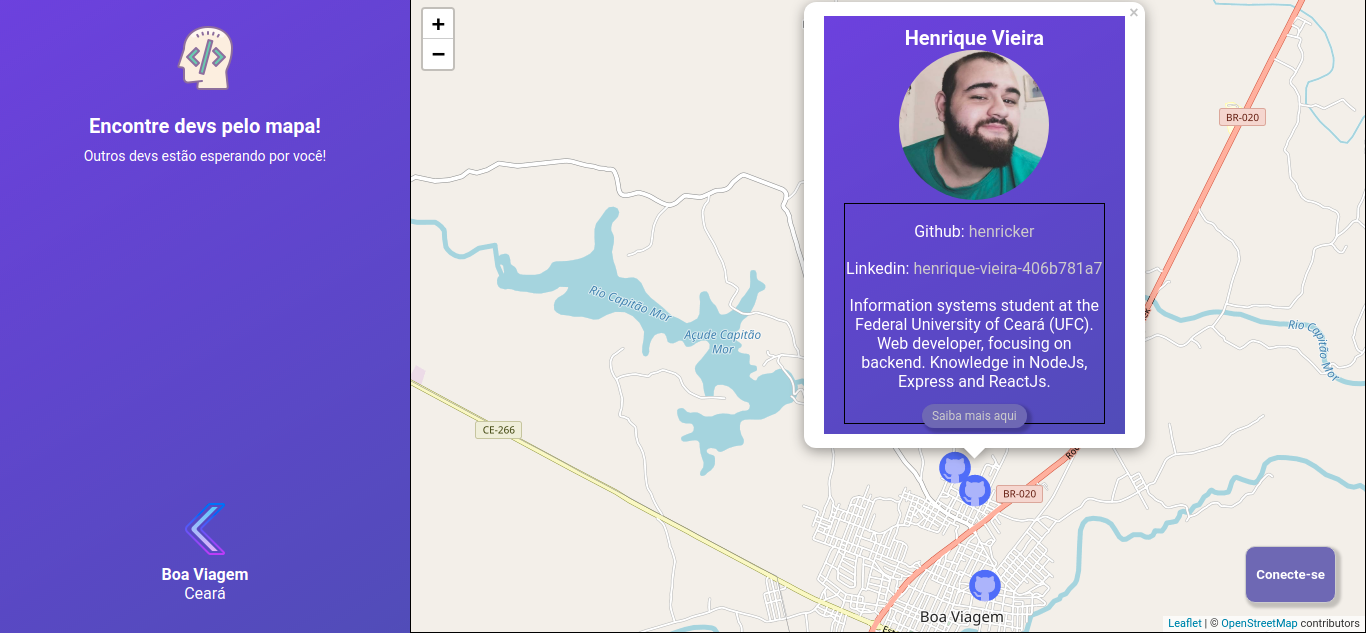 Encontre devs pelo mapa!
Outros devs estão esperando por você!
Boa Viagem
Ceará
+
−
×
Henrique Vieira
Github: henricker
Linkedin: henrique-vieira-406b781a7
Information systems student at the
Federal University of Ceará (UFC).
Web developer, focusing on
backend. Knowledge in NodeJs,
Express and ReactJs.
Saiba mais aqui
BR-020
Rio Capitão Mor
Açude Capitão
Mor
Rio Capitão Mor
CE-266
BR-020
Boa Viagem
Conecte-se
Leaflet | © OpenStreetMap contributors